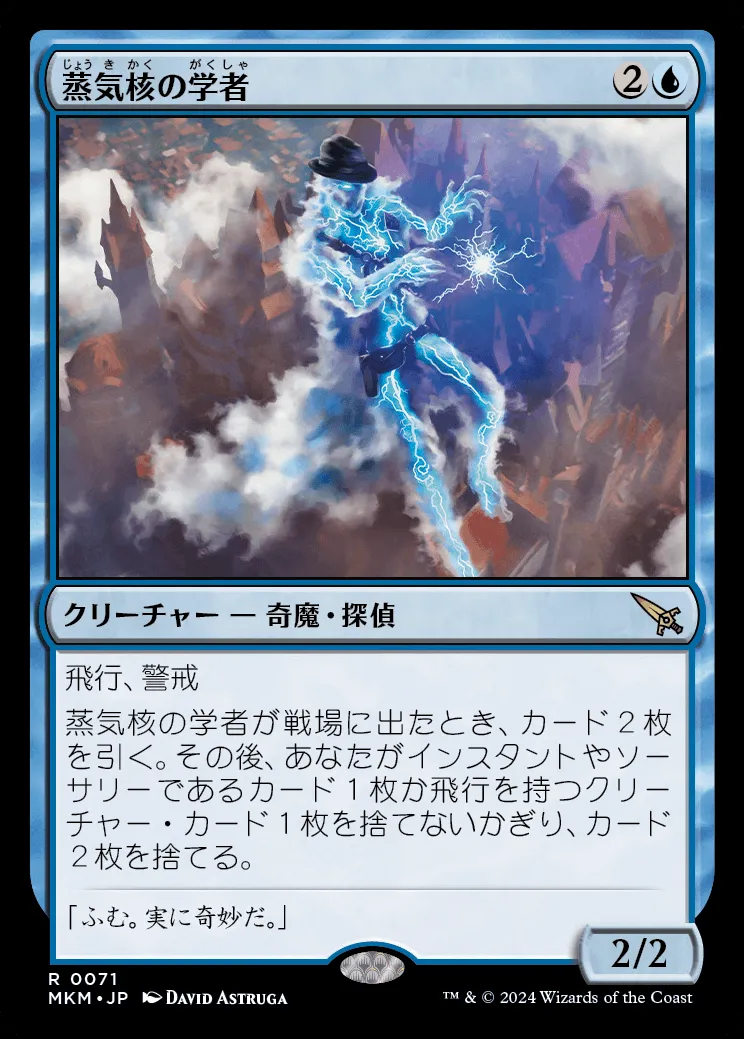 じょうきかく がくしゃ
蒸気核の学者 2
クリーチャー — 奇魔・探偵
飛行、警戒
蒸気核の学者が戦場に出たとき、カード２枚
を引く。その後、あなたがインスタントやソー
サリーであるカード１枚か飛行を持つクリー
チャー・カード１枚を捨てないかぎり、カード
２枚を捨てる。
「ふむ。実に奇妙だ。」
2/2
R 0071
MKM • JP DAVID ASTRUGA
™ & © 2024 Wizards of the Coast